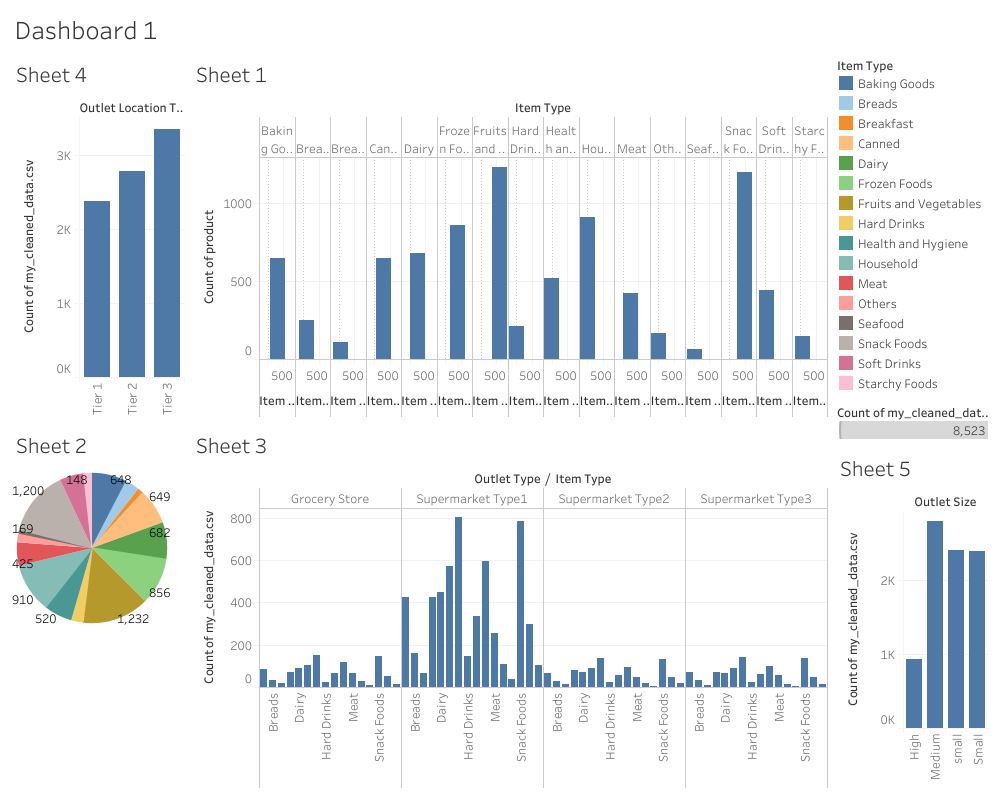 Dashboard 1
Sheet 4
Outlet Location T..
Count of my_cleaned_data.csv
3K
2K
1K
0K
Tier 1
Tier 2
Tier 3
Sheet 1
Item Type
Bakin
g Go..
Brea..
Brea..
Can..
Dairy
Froze
n Fo..
Fruits
and ..
Hard
Drin..
Healt
h an..
Hou..
Meat
Oth..
Seaf..
Snac
k Fo..
Soft
Drin..
Starc
hy F..
Count of product
1000
500
0
500 500 500 500 500 500 500 500 500 500 500 500 500 500 500 500
Item .. Item.. Item.. Item.. Item.. Item .. Item .. Item.. Item.. Item.. Item .. Item.. Item .. Item .. Item.. Item..
Item Type
Baking Goods
Breads
Breakfast
Canned
Dairy
Frozen Foods
Fruits and Vegetables
Hard Drinks
Health and Hygiene
Household
Meat
Others
Seafood
Snack Foods
Soft Drinks
Starchy Foods
Count of my_cleaned_dat..
8,523
Sheet 2
148
648
1,200
649
169
682
425
856
910
520
1,232
Sheet 3
Outlet Type / Item Type
Grocery Store
Supermarket Type1
Supermarket Type2
Supermarket Type3
Count of my_cleaned_data.csv
800
600
400
200
0
Breads
Dairy
Hard Drinks
Meat
Snack Foods
Breads
Dairy
Hard Drinks
Meat
Snack Foods
Breads
Dairy
Hard Drinks
Meat
Snack Foods
Breads
Dairy
Hard Drinks
Meat
Snack Foods
Sheet 5
Outlet Size
Count of my_cleaned_data.csv
2K
1K
0K
High
Medium
small
Small